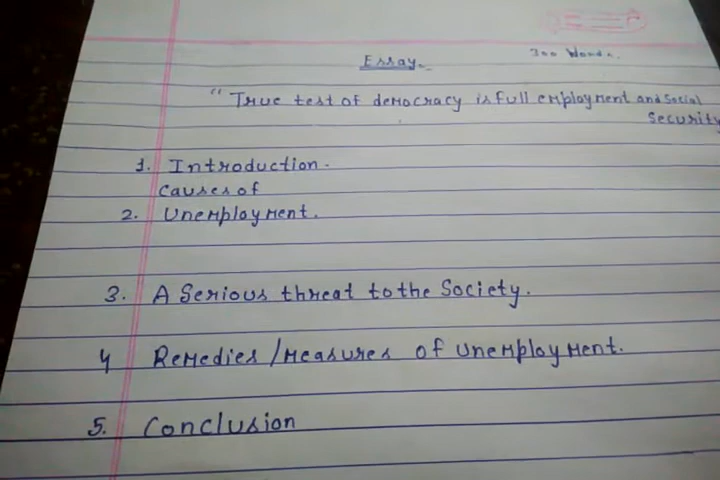 Essay.
300 Words.
"True test of democracy is full employment and Social
Security
1. Introduction.
Causes of
2. Unemployment.
3. A Serious threat to the Society.
4 Remedies/Measures of Unemployment.
5. Conclusion